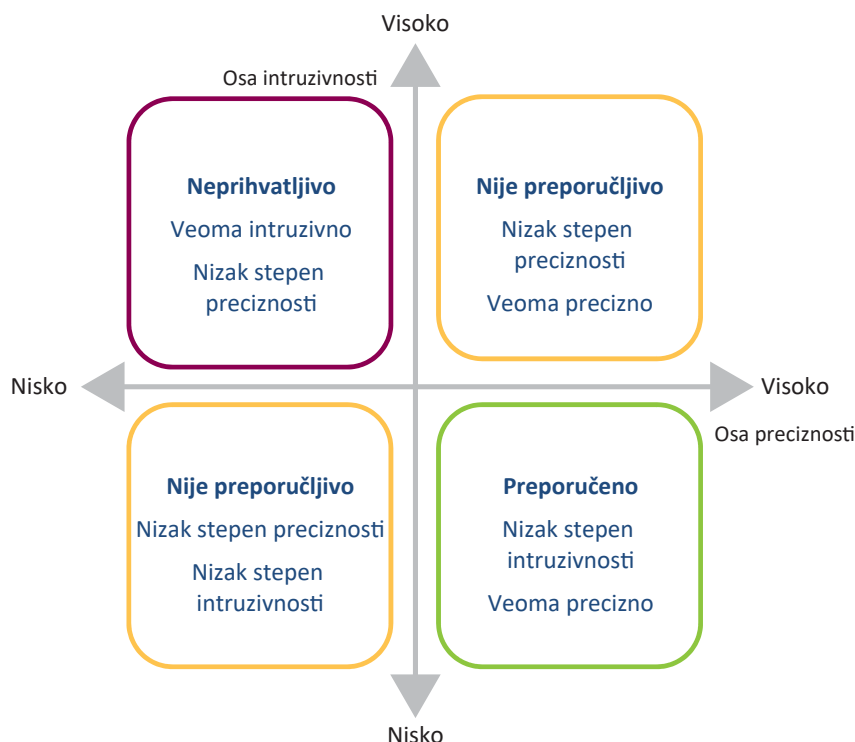 Visoko
Osa intruzivnosti
Neprihvatljivo
Veoma intruzivno
Nizak stepen
preciznosti
Nije preporučljivo
Nizak stepen
preciznosti
Veoma precizno
Nisko
Visoko
Osa preciznosti
Nije preporučljivo
Nizak stepen preciznosti
Nizak stepen
intruzivnosti
Preporučeno
Nizak stepen
intruzivnosti
Veoma precizno
Nisko